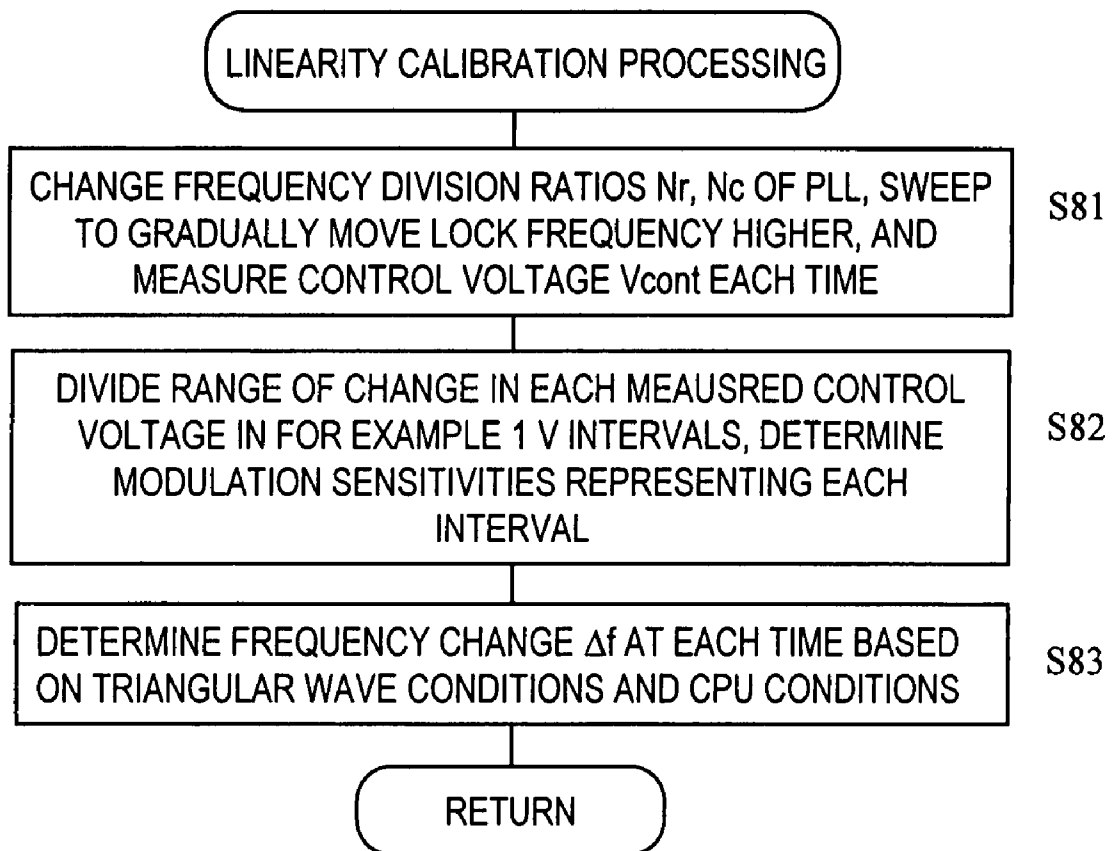 LINEARITY CALIBRATION PROCESSING
CHANGE FREQUENCY DIVISION RATIOS Nr, Nc OF PLL, SWEEP
TO GRADUALLY MOVE LOCK FREQUENCY HIGHER, AND
MEASURE CONTROL VOLTAGE Vcont EACH TIME
S81
DIVIDE RANGE OF CHANGE IN EACH MEAUSRED CONTROL
VOLTAGE IN FOR EXAMPLE 1 V INTERVALS, DETERMINE
MODULATION SENSITIVITIES REPRESENTING EACH
INTERVAL
S82
DETERMINE FREQUENCY CHANGE Δf AT EACH TIME BASED
ON TRIANGULAR WAVE CONDITIONS AND CPU CONDITIONS
S83
RETURN